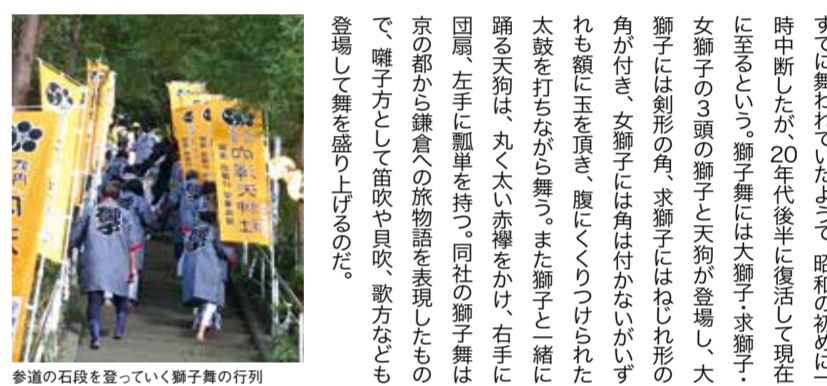 すでに舞われていたようで、昭和の初めに一
時中断したが、20年代後半に復活して現在
に至るという。獅子舞には大獅子・求獅子・
女獅子の3頭の獅子と天狗が登場し、大
獅子には剣形の角、求獅子にはねじれ形の
角が付き、女獅子には角は付かないがいず
れも額に玉を頂き、腹にくくりつけられた
太鼓を打ちながら舞う。また獅子と一緒に
踊る天狗は、丸く太い赤襷をかけ、右手に
団扇、左手に瓢単を持つ。同社の獅子舞は
京の都から鎌倉への旅物語を表現したもの
で、囃子方として笛吹や貝吹、歌方なども
登場して舞を盛り上げるのだ。
参道の石段を登っていく獅子舞の行列